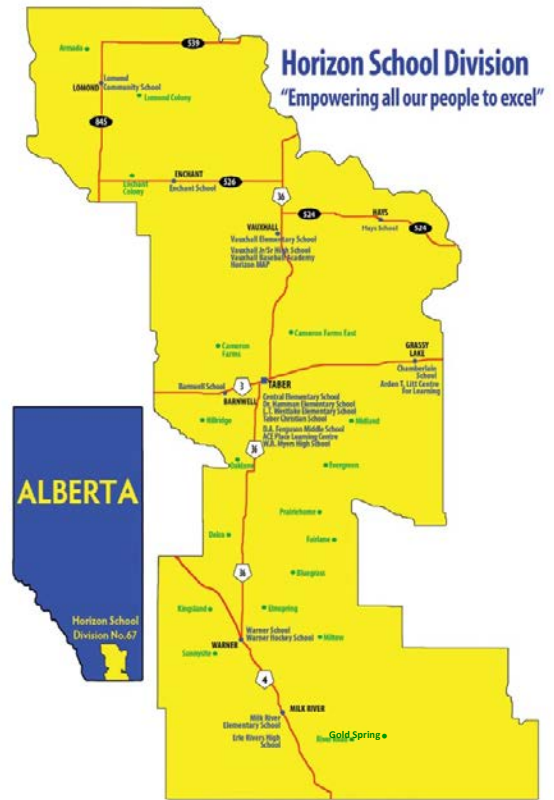 Horizon School Division
“Empowering all our people to excel”
539
Armada
Lomond
Community School
LOMOND
Lomond Colony
845
ENCHANT
Enchant School
Enchant
Colony
526
36
524
HAYS
Hays School
524
VAUXHALL
Vauxhall Elementary School
Vauxhall Jr/Sr High School
Vauxhall Baseball Academy
Horizon MAP
Cameron Farms East
Cameron
Farms
GRASSY
LAKE
Chamberlain
School
Arden T. Litt Centre
For Learning
3
TABER
Barnwell School
BARNWELL
Central Elementary School
Dr. Hamman Elementary School
L.T. Westlake Elementary School
Taber Christian School
D.A. Ferguson Middle School
ACE Place Learning Centre
W.R. Myers High School
Hillridge
Midland
36
Oaklane
Evergreen
ALBERTA
Prairiehome
Delco
Fairlane
36
Bluegrass
Kingsland
Elmspring
Horizon School
Division No.67
Warner School
Warner Hockey School
WARNER
Miltow
Sunnysite
4
MILK RIVER
Milk River
Elementary School
Erle Rivers High
School
Gold Spring